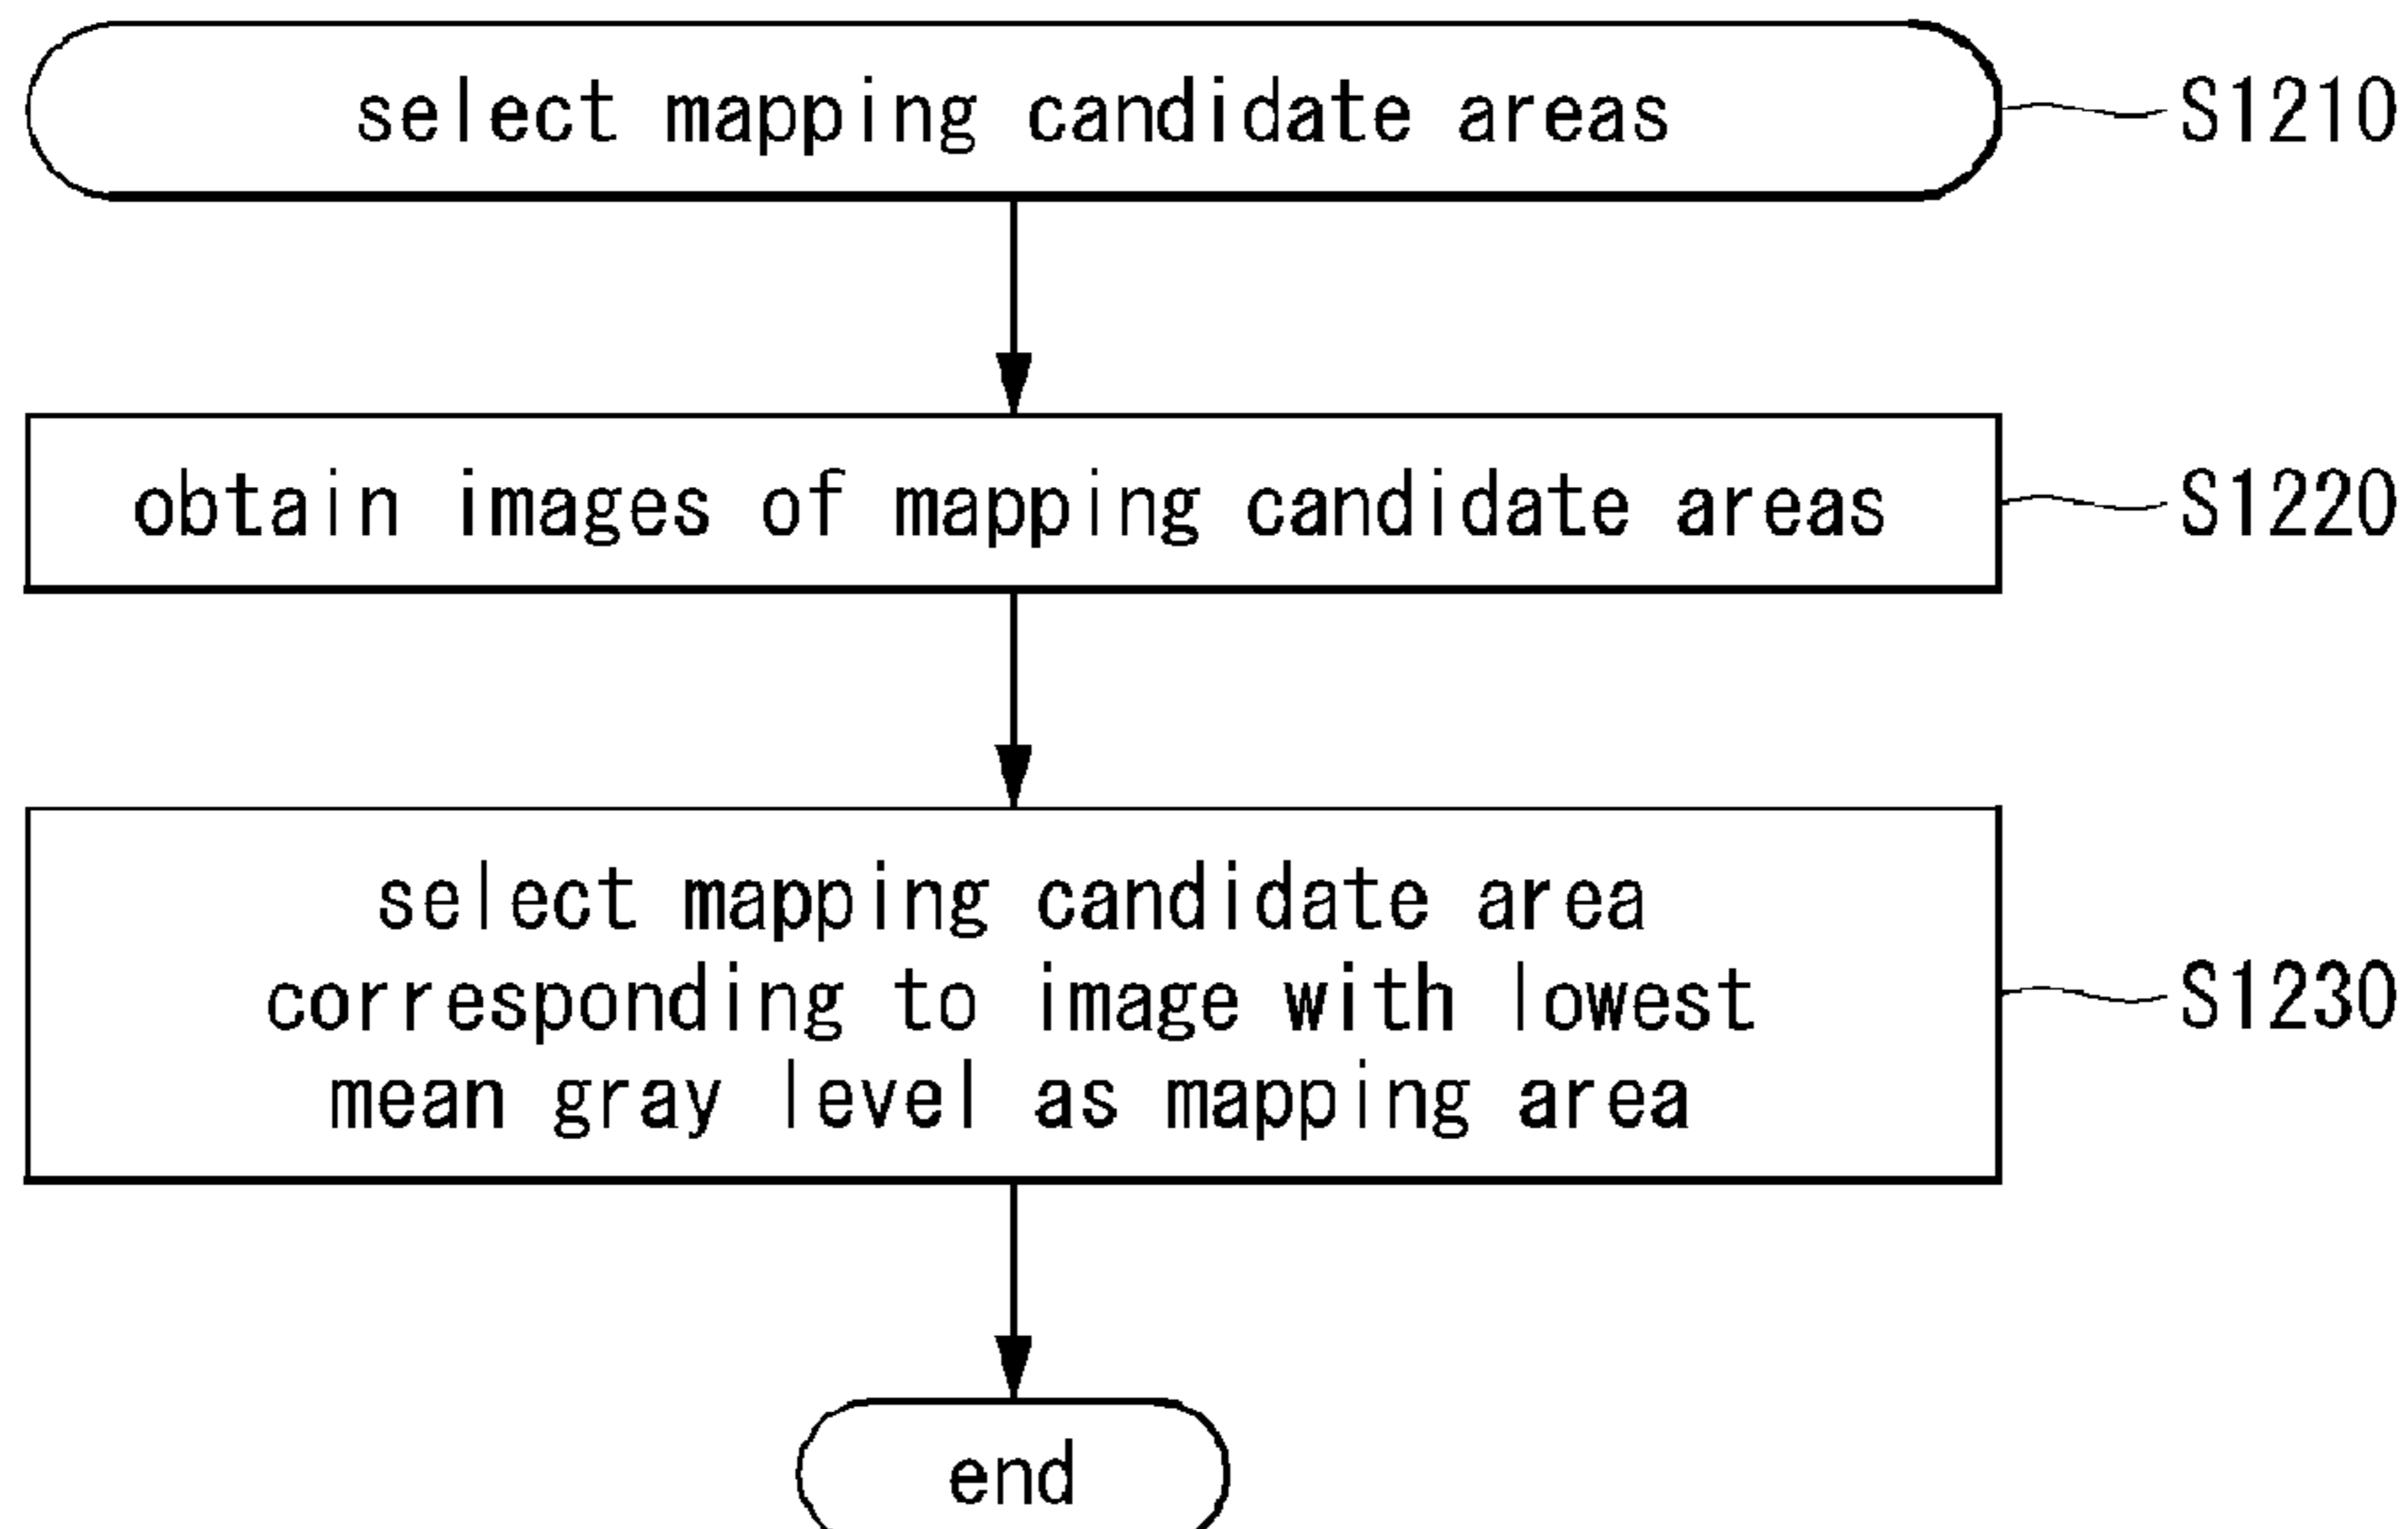 select mapping candidate areas
S1210
obtain images of mapping candidate areas
S1220
select mapping candidate area
corresponding to image with lowest
mean gray level as mapping area
S1230
end